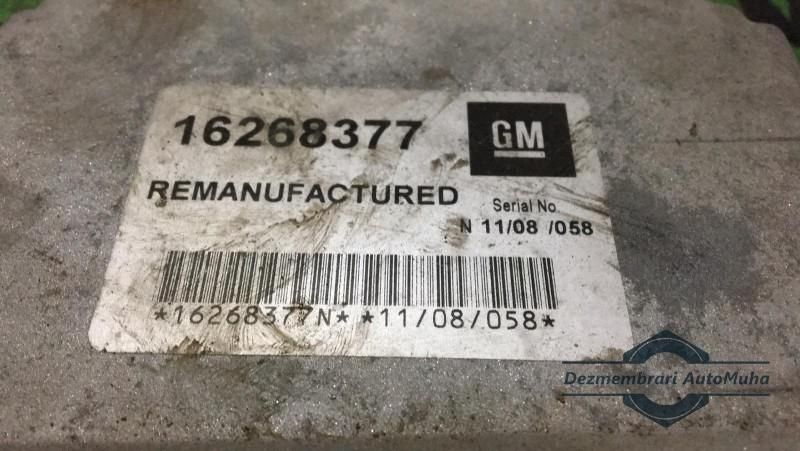 16268377
GM
REMANUFACTURED
Serial No.
N 11/08 /058
*16268377N* *11/08/058*
Dezmembrari AutoMuha